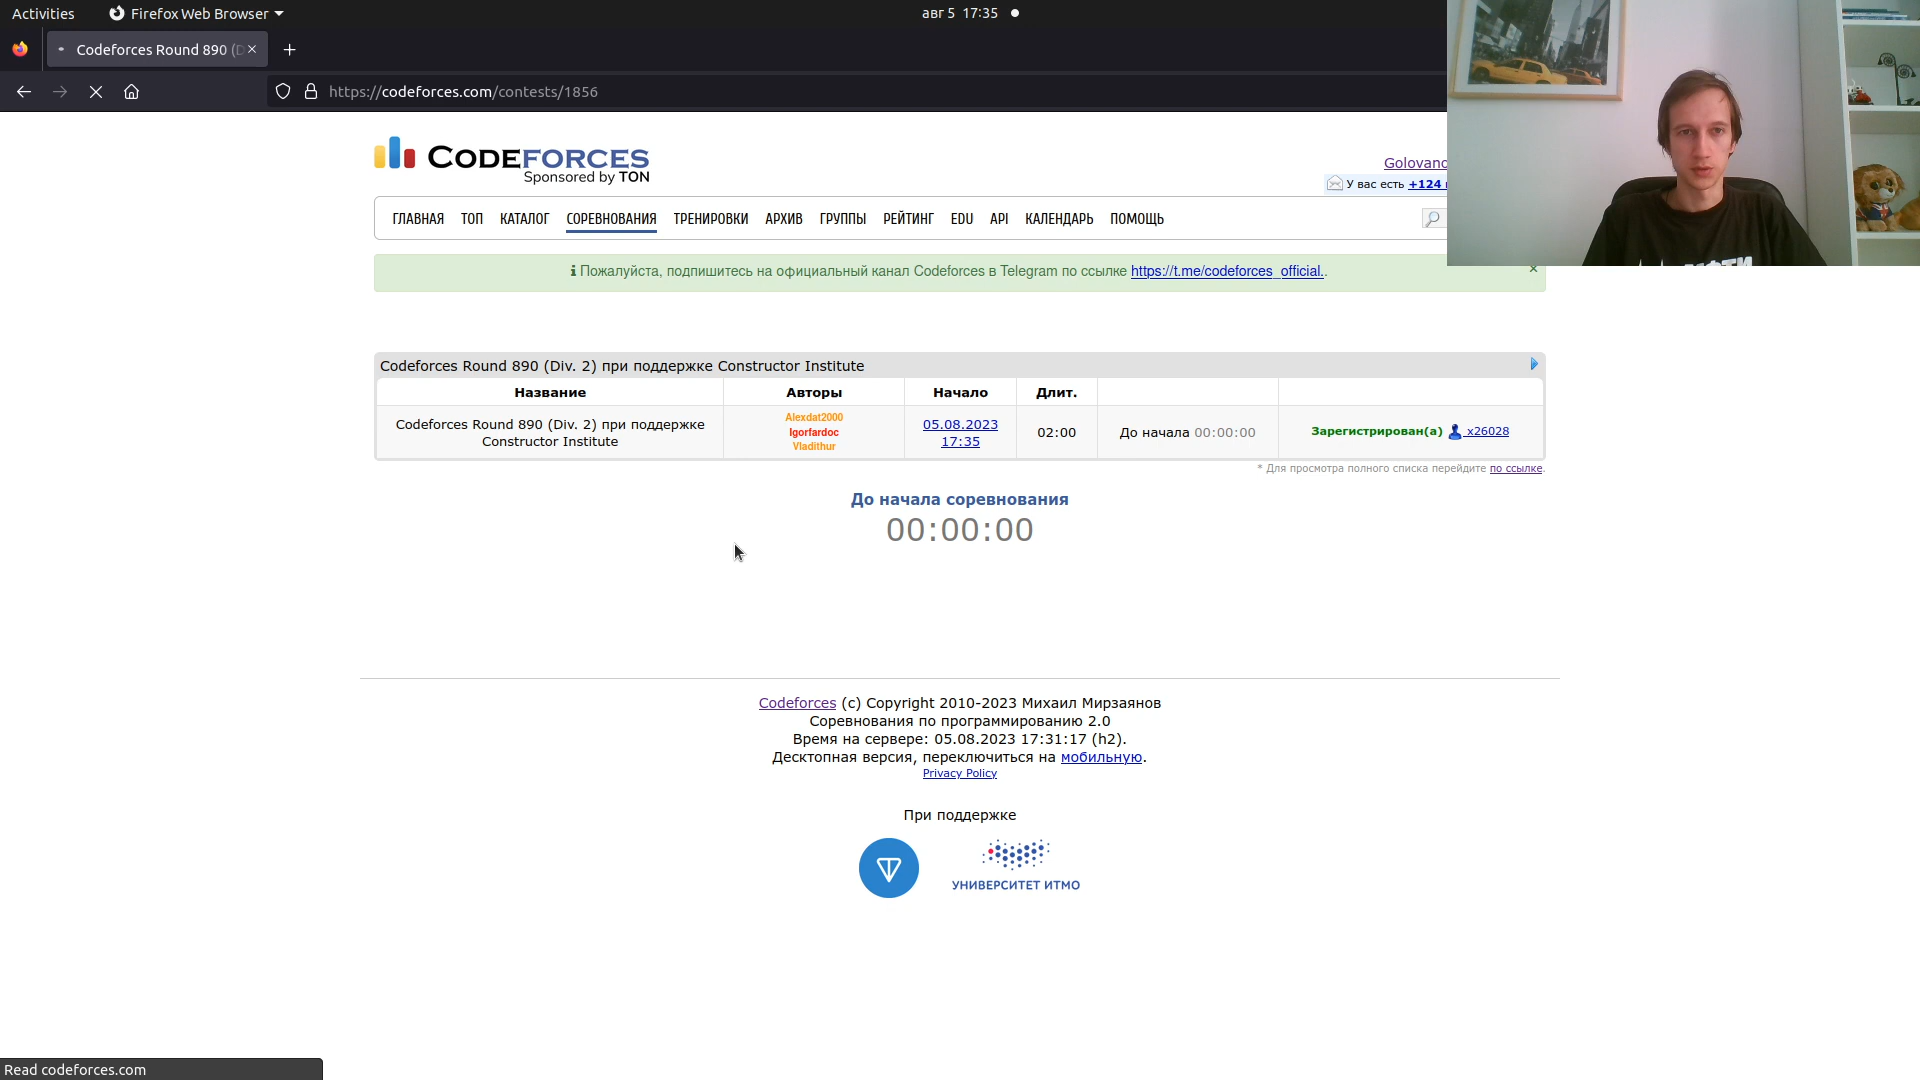 Activities
Firefox Web Browser
авг 5 17:35
Codeforces Round 890 (D
https://codeforces.com/contests/1856
CODEFORCES
Sponsored by TON
Golovano
У вас есть +124
ГЛАВНАЯ ТОП КАТАЛОГ СОРЕВНОВАНИЯ ТРЕНИРОВКИ АРХИВ ГРУППЫ РЕЙТИНГ EDU API КАЛЕНДАРЬ ПОМОЩЬ
Пожалуйста, подпишитесь на официальный канал Codeforces в Telegram по ссылке https://t.me/codeforces_official..
Codeforces Round 890 (Div. 2) при поддержке Constructor Institute
Название Авторы Начало Длит.
Codeforces Round 890 (Div. 2) при поддержке
Constructor Institute
Alexdat2000
Igorfardoc
Vladithur
05.08.2023
17:35
02:00
До начала 00:00:00
Зарегистрирован(а) x26028
* Для просмотра полного списка перейдите по ссылке.
До начала соревнования
00:00:00
Codeforces (c) Copyright 2010-2023 Михаил Мирзаянов
Соревнования по программированию 2.0
Время на сервере: 05.08.2023 17:31:17 (h2).
Десктопная версия, переключиться на мобильную.
Privacy Policy
При поддержке
УНИВЕРСИТЕТ ИТМО
Read codeforces.com